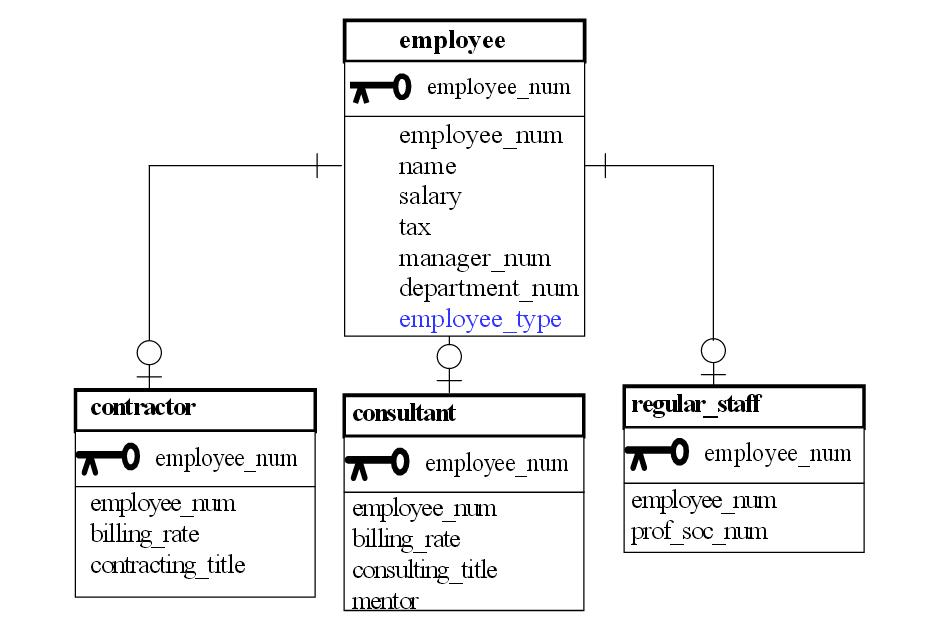 employee
employee_num
employee_num
name
salary
tax
manager_num
department_num
employee_type
contractor
employee_num
employee_num
billing_rate
contracting_title
consultant
employee_num
employee_num
billing_rate
consulting_title
mentor
regular_staff
employee_num
employee_num
prof_soc_num